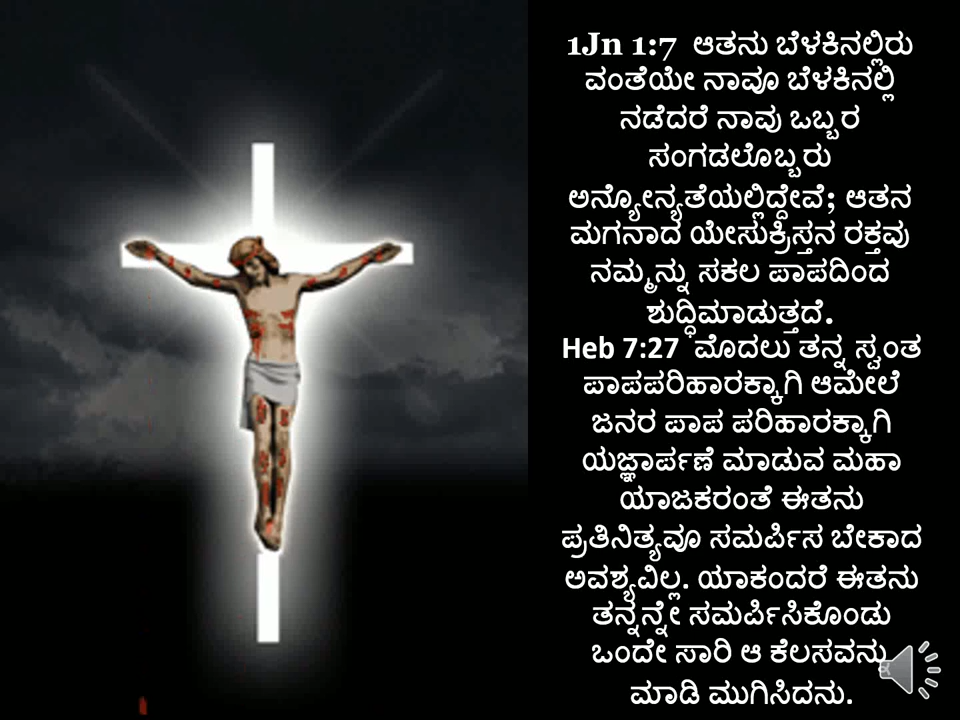 1Jn 1:7 ಆತನು ಬೆಳಕಿನಲ್ಲಿರು
ವಂತೆಯೇ ನಾವೂ ಬೆಳಕಿನಲ್ಲಿ
ನಡೆದರೆ ನಾವು ಒಬ್ಬರ
ಸಂಗಡಲೊಬ್ಬರು
ಅನ್ಯೋನ್ಯತೆಯಲ್ಲಿದ್ದೇವೆ; ಆತನ
ಮಗನಾದ ಯೇಸುಕ್ರಿಸ್ತನ ರಕ್ತವು
ನಮ್ಮನ್ನು ಸಕಲ ಪಾಪದಿಂದ
ಶುದ್ಧಿಮಾಡುತ್ತದೆ.
Heb 7:27 ಮೊದಲು ತನ್ನ ಸ್ವಂತ
ಪಾಪಪರಿಹಾರಕ್ಕಾಗಿ ಆಮೇಲೆ
ಜನರ ಪಾಪ ಪರಿಹಾರಕ್ಕಾಗಿ
ಯಜ್ಞಾರ್ಪಣೆ ಮಾಡುವ ಮಹಾ
ಯಾಜಕರಂತೆ ಈತನು
ಪ್ರತಿನಿತ್ಯವೂ ಸಮರ್ಪಿಸ ಬೇಕಾದ
ಅವಶ್ಯವಿಲ್ಲ. ಯಾಕಂದರೆ ಈತನು
ತನ್ನನ್ನೇ ಸಮರ್ಪಿಸಿಕೊಂಡು
ಒಂದೇ ಸಾರಿ ಆ ಕೆಲಸವನು
ಮಾಡಿ ಮುಗಿಸಿದನು.